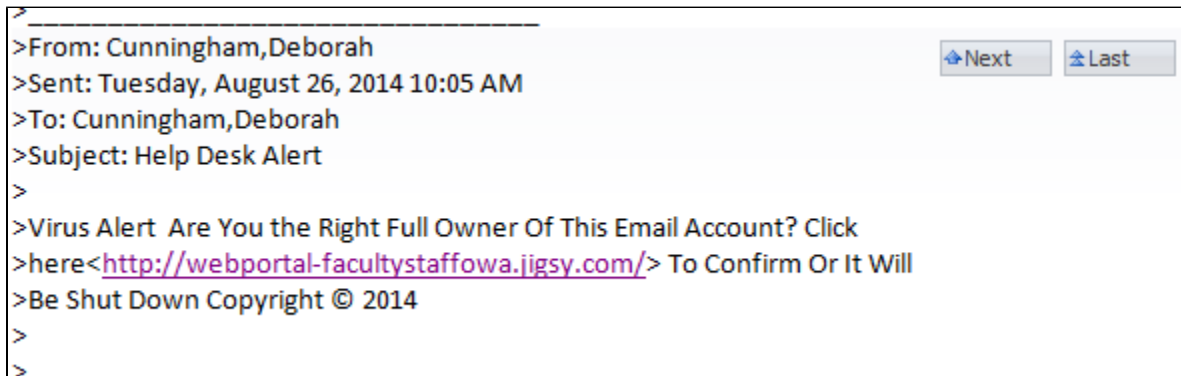 >________________________________
>From: Cunningham,Deborah
Next Last
>Sent: Tuesday, August 26, 2014 10:05 AM
>To: Cunningham,Deborah
>Subject: Help Desk Alert
>
>Virus Alert  Are You the Right Full Owner Of This Email Account? Click
>here<http://webportal-facultystaffowa.jigsy.com/> To Confirm Or It Will
>Be Shut Down Copyright © 2014
>
>